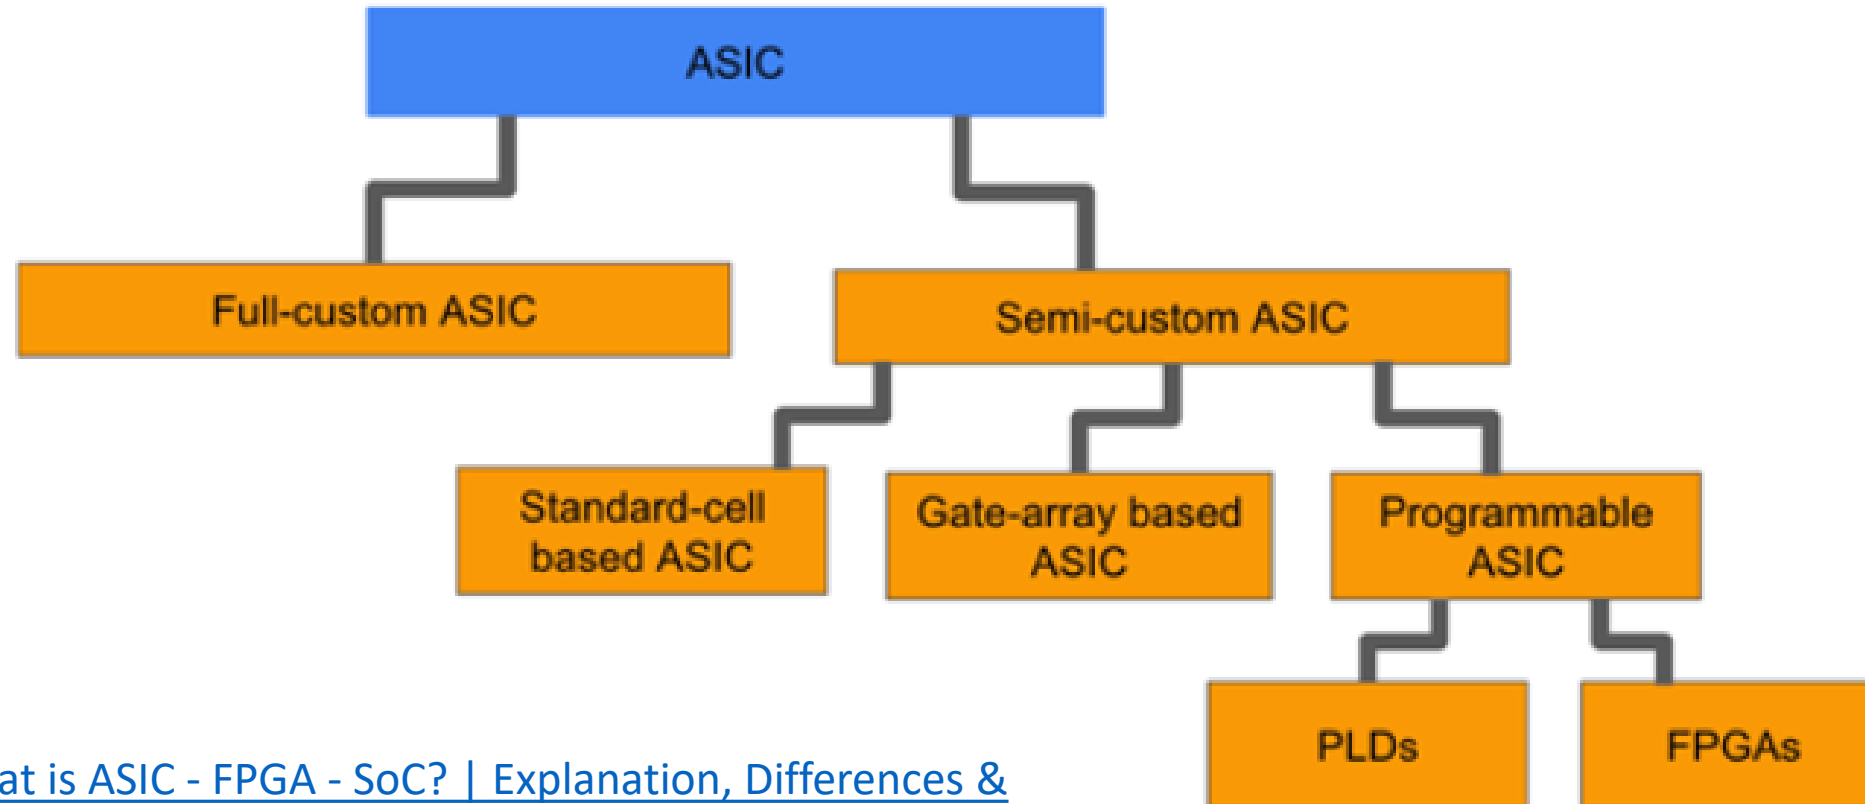 ASIC
Full-custom ASIC
Semi-custom ASIC
Standard-cell
based ASIC
Gate-array based
ASIC
Programmable
ASIC
PLDs
FPGAs
at is ASIC - FPGA - SoC? | Explanation, Differences &